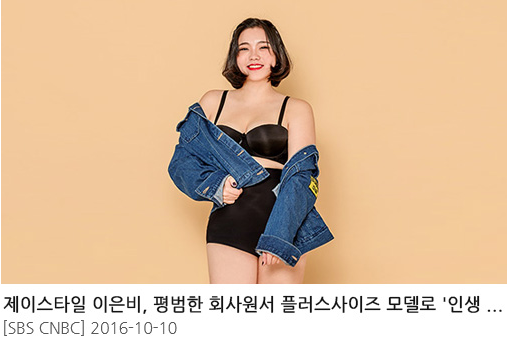 제이스타일 이은비, 평범한 회사원서 플러스사이즈 모델로 '인생 ...
[SBS CNBC] 2016-10-10